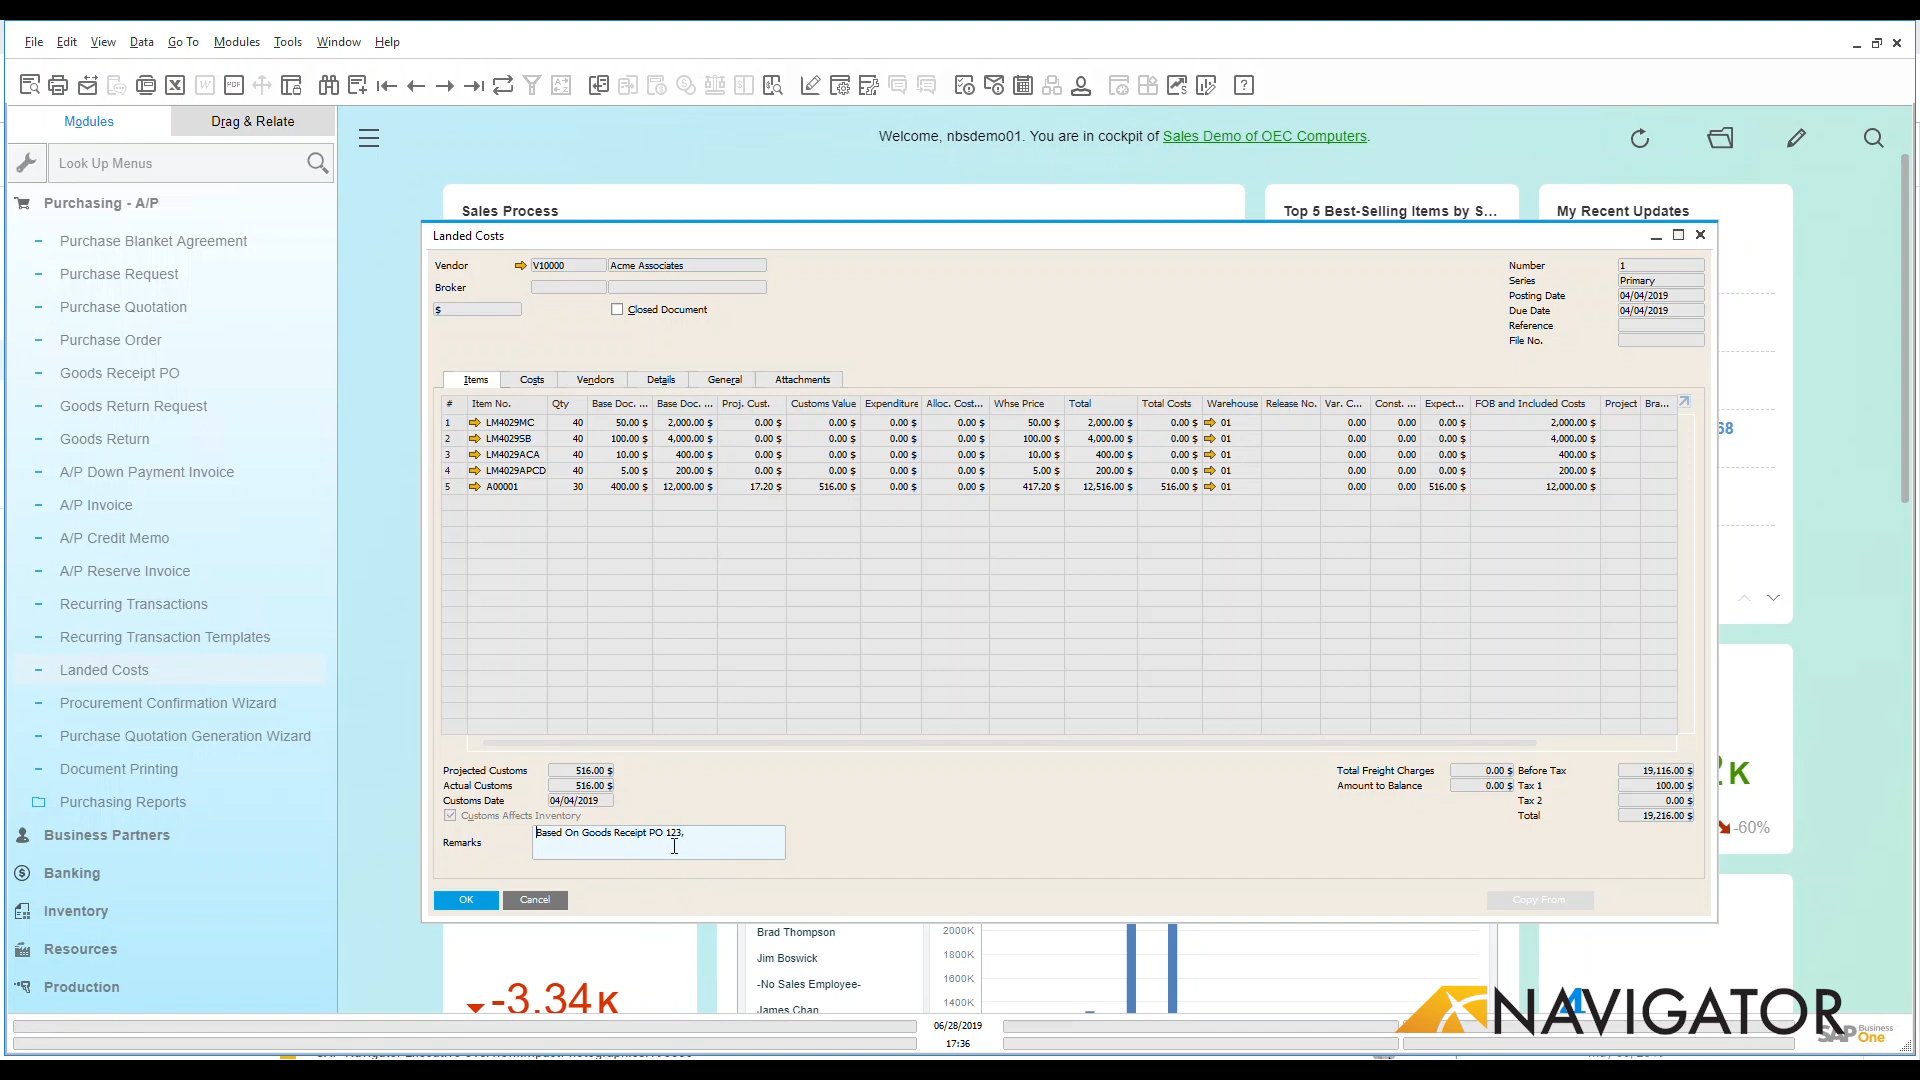 File Edit View Data Go To Modules Tools Window Help
Modules Drag & Relate
Look Up Menus
Welcome, nbsdemo01. You are in cockpit of Sales Demo of OEC Computers.
Purchasing - A/P
Purchase Blanket Agreement
Purchase Request
Purchase Quotation
Purchase Order
Goods Receipt PO
Goods Return Request
Goods Return
A/P Down Payment Invoice
A/P Invoice
A/P Credit Memo
A/P Reserve Invoice
Recurring Transactions
Recurring Transaction Templates
Landed Costs
Procurement Confirmation Wizard
Purchase Quotation Generation Wizard
Document Printing
Purchasing Reports
Business Partners
Banking
Inventory
Resources
Production
Sales Process
Top 5 Best-Selling Items by S...
My Recent Updates
Landed Costs
Vendor V10000 Acme Associates
Broker
$ Closed Document
Number 1
Series Primary
Posting Date 04/04/2019
Due Date 04/04/2019
Reference
File No.
Items Costs Vendors Details General Attachments
# Item No. Qty Base Doc. ... Base Doc. ... Proj. Cust. Customs Value Expenditure Alloc. Cost... Whse Price Total Total Costs Warehouse Release No. Var. C... Const. ... Expect... FOB and Included Costs Project Bra...
1 LM4029MC 40 50.00 $ 2,000.00 $ 0.00 $ 0.00 $ 0.00 $ 0.00 $ 50.00 $ 2,000.00 $ 0.00 $ 01 0.00 0.00 0.00 $ 2,000.00 $
2 LM4029SB 40 100.00 $ 4,000.00 $ 0.00 $ 0.00 $ 0.00 $ 0.00 $ 100.00 $ 4,000.00 $ 0.00 $ 01 0.00 0.00 0.00 $ 4,000.00 $
3 LM4029ACA 40 10.00 $ 400.00 $ 0.00 $ 0.00 $ 0.00 $ 0.00 $ 10.00 $ 400.00 $ 0.00 $ 01 0.00 0.00 0.00 $ 400.00 $
4 LM4029APCD 40 5.00 $ 200.00 $ 0.00 $ 0.00 $ 0.00 $ 0.00 $ 5.00 $ 200.00 $ 0.00 $ 01 0.00 0.00 0.00 $ 200.00 $
5 A00001 30 400.00 $ 12,000.00 $ 17.20 $ 516.00 $ 0.00 $ 0.00 $ 417.20 $ 12,516.00 $ 516.00 $ 01 0.00 0.00 516.00 $ 12,000.00 $
Projected Customs 516.00 $
Actual Customs 516.00 $
Customs Date 04/04/2019
Customs Affects Inventory
Remarks Based On Goods Receipt PO 123.
Total Freight Charges 0.00 $ Before Tax 19,116.00 $
Amount to Balance 0.00 $ Tax 1 100.00 $
Tax 2 0.00 $
Total 19,216.00 $
OK Cancel Copy From
68
K
-60%
-3.34 K
Brad Thompson
Jim Boswick
-No Sales Employee-
James Chan
2000K
1800K
1600K
1400K
06/28/2019
17:36
NAVIGATOR
SAP Business One